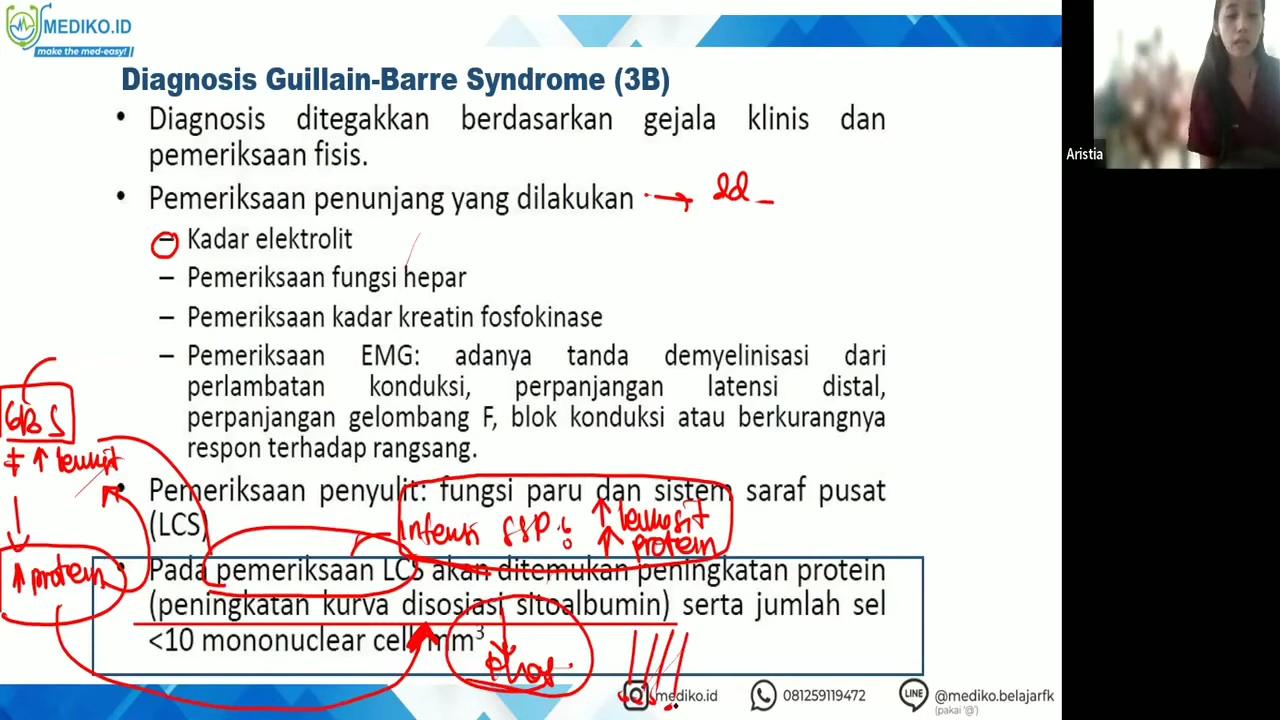 MEDIKO.ID
make the med-easy!
Diagnosis Guillain-Barre Syndrome (3B)
• Diagnosis ditegakkan berdasarkan gejala klinis dan
pemeriksaan fisis.
• Pemeriksaan penunjang yang dilakukan → dd
– Kadar elektrolit
– Pemeriksaan fungsi hepar
– Pemeriksaan kadar kreatin fosfokinase
– Pemeriksaan EMG: adanya tanda demyelinisasi dari
perlambatan konduksi, perpanjangan latensi distal,
perpanjangan gelombang F, blok konduksi atau berkurangnya
respon terhadap rangsang.
GBS
• Pemeriksaan penyulit: fungsi paru dan sistem saraf pusat
(LCS)
SSP: ↑ leukosit
↑ protein
↑ protein
• Pada pemeriksaan LCS akan ditemukan peningkatan protein
(peningkatan kurva disosiasi sitoalbumin) serta jumlah sel
<10 mononuclear cell mm³
mediko.id
081259119472
LINE
@mediko.belajarfk
(pakai '@')
Aristia